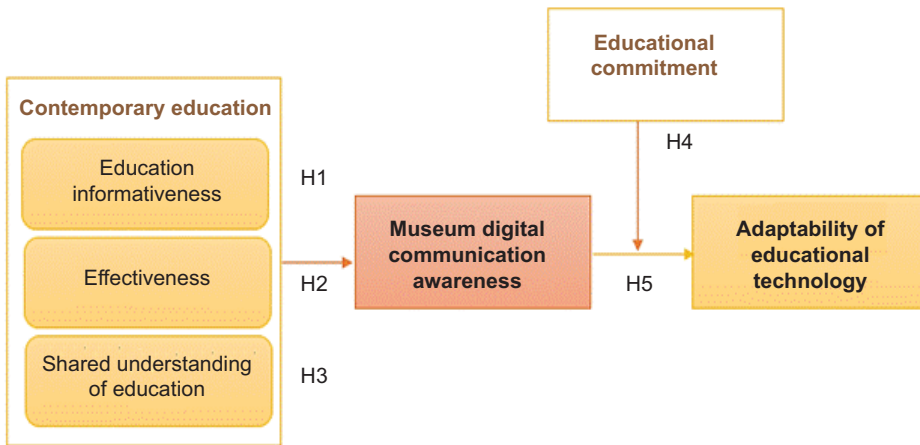 Contemporary education
Education
informativeness
Effectiveness
Shared understanding
of education
H1
H2
H3
Museum digital
communication
awareness
Educational
commitment
H4
H5
Adaptability of
educational
technology